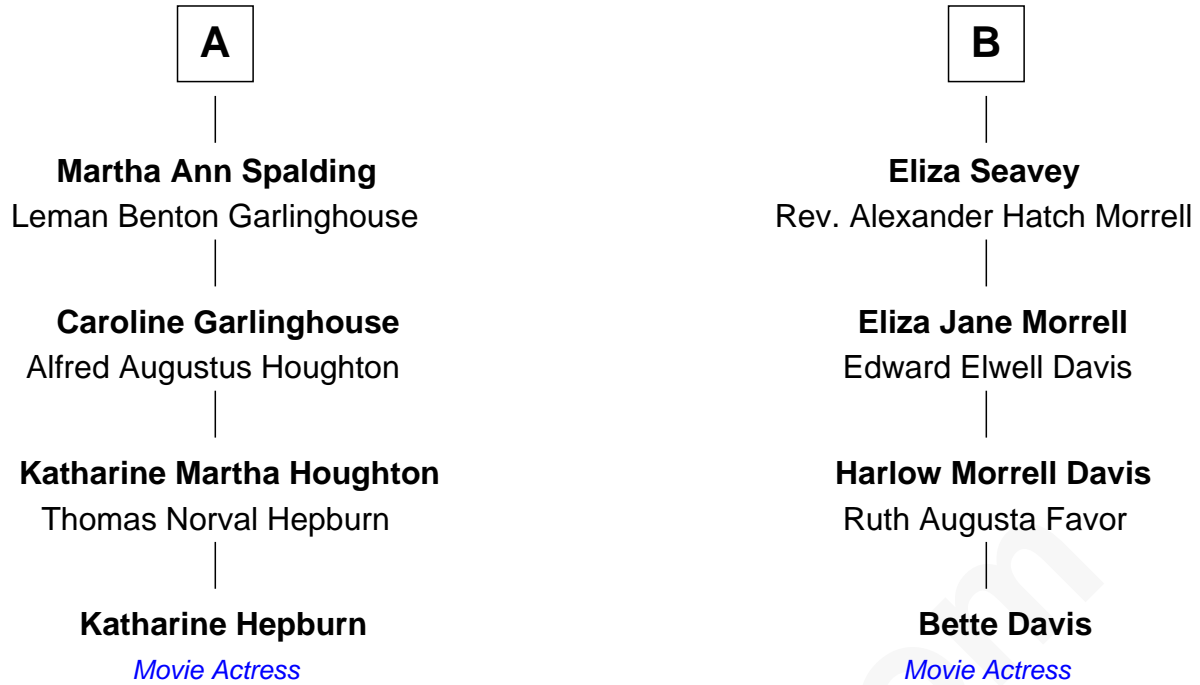 A
B
Martha Ann Spalding
Leman Benton Garlinghouse
Eliza Seavey
Rev. Alexander Hatch Morrell
Caroline Garlinghouse
Alfred Augustus Houghton
Eliza Jane Morrell
Edward Elwell Davis
Katharine Martha Houghton
Thomas Norval Hepburn
Harlow Morrell Davis
Ruth Augusta Favor
Katharine Hepburn
Movie Actress
Bette Davis
Movie Actress